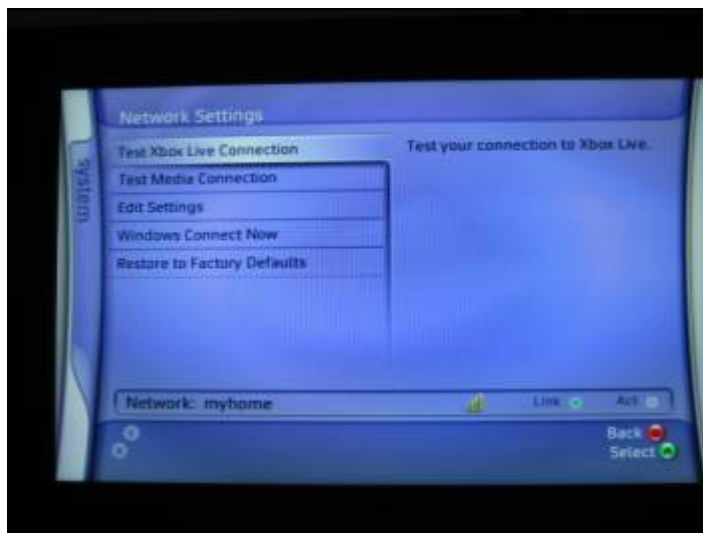 Network Settings
system
Test Xbox Live Connection
Test your connection to Xbox Live.
Test Media Connection
Edit Settings
Windows Connect Now
Restore to Factory Defaults
Network: myhome
Link
Act
Back
Select